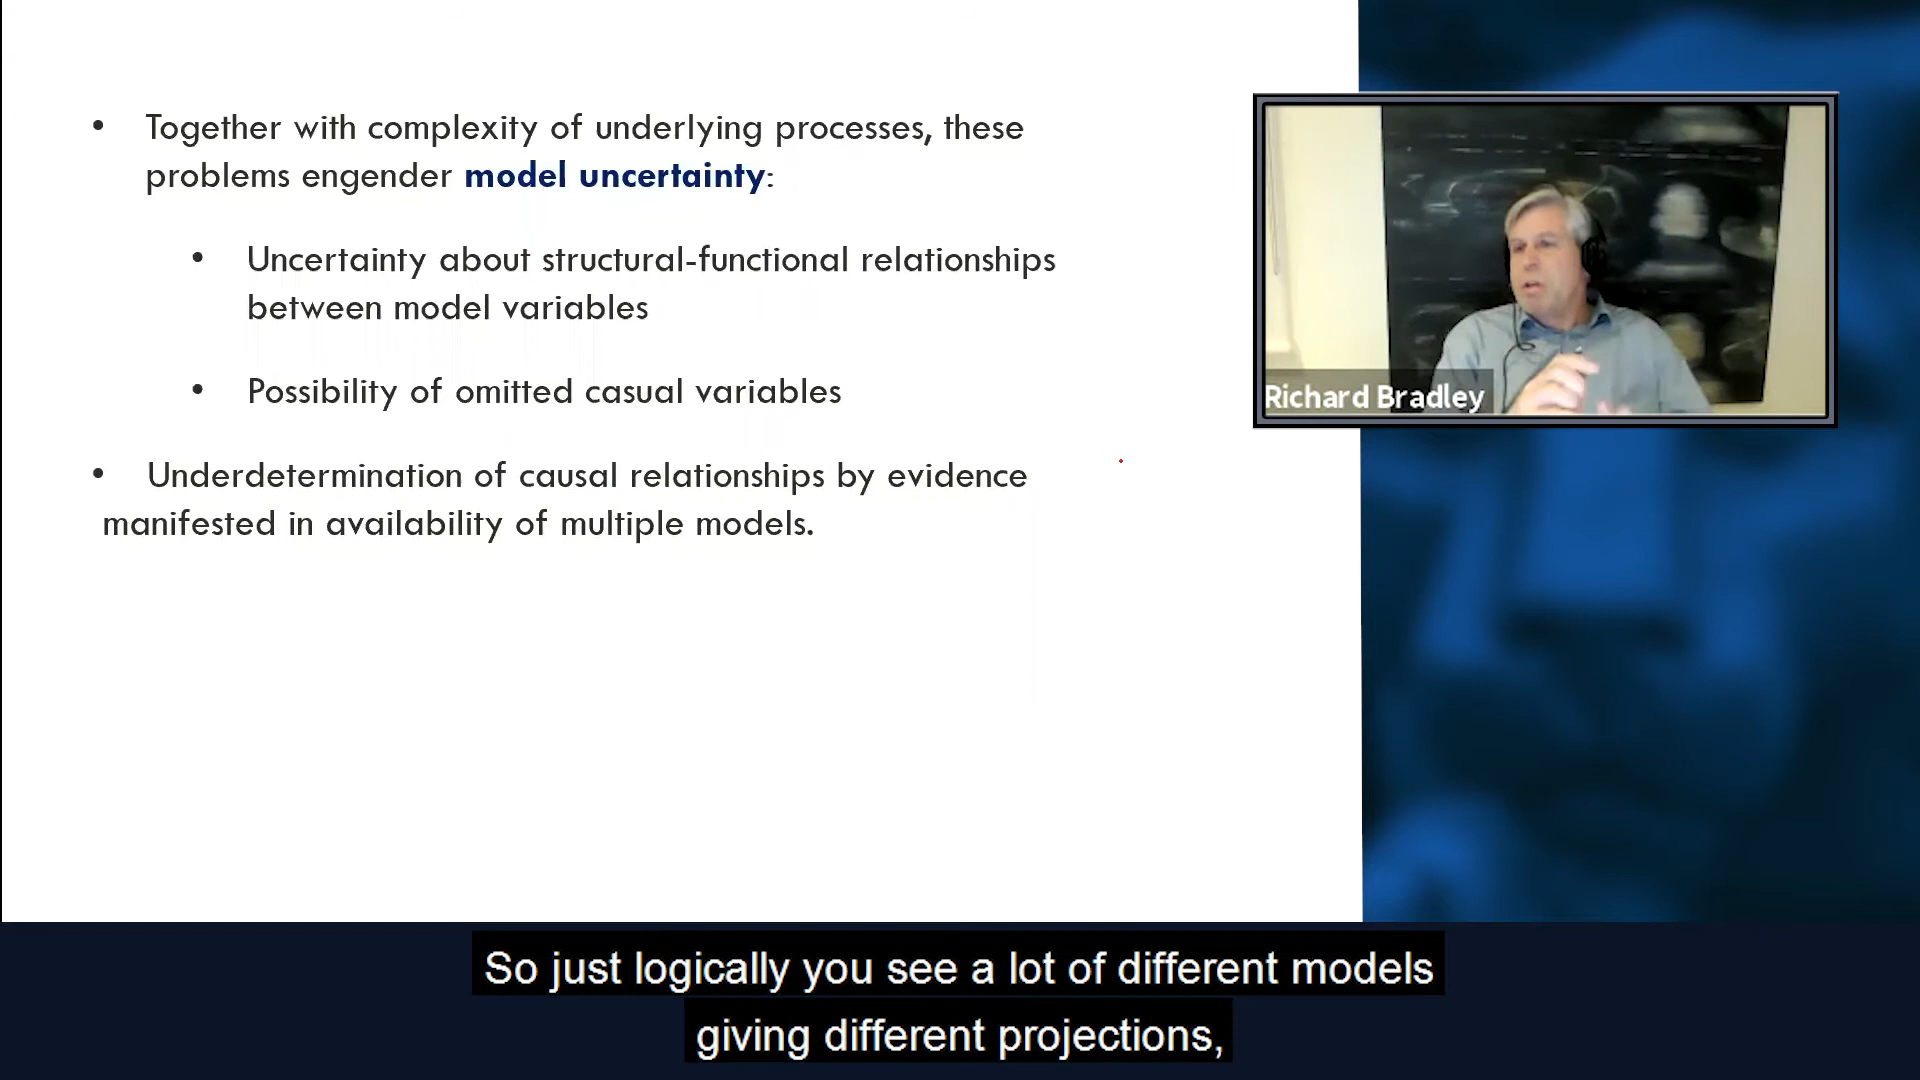 • Together with complexity of underlying processes, these
problems engender model uncertainty:
• Uncertainty about structural-functional relationships
between model variables
• Possibility of omitted casual variables
• Underdetermination of causal relationships by evidence
manifested in availability of multiple models.
Richard Bradley
So just logically you see a lot of different models
giving different projections,